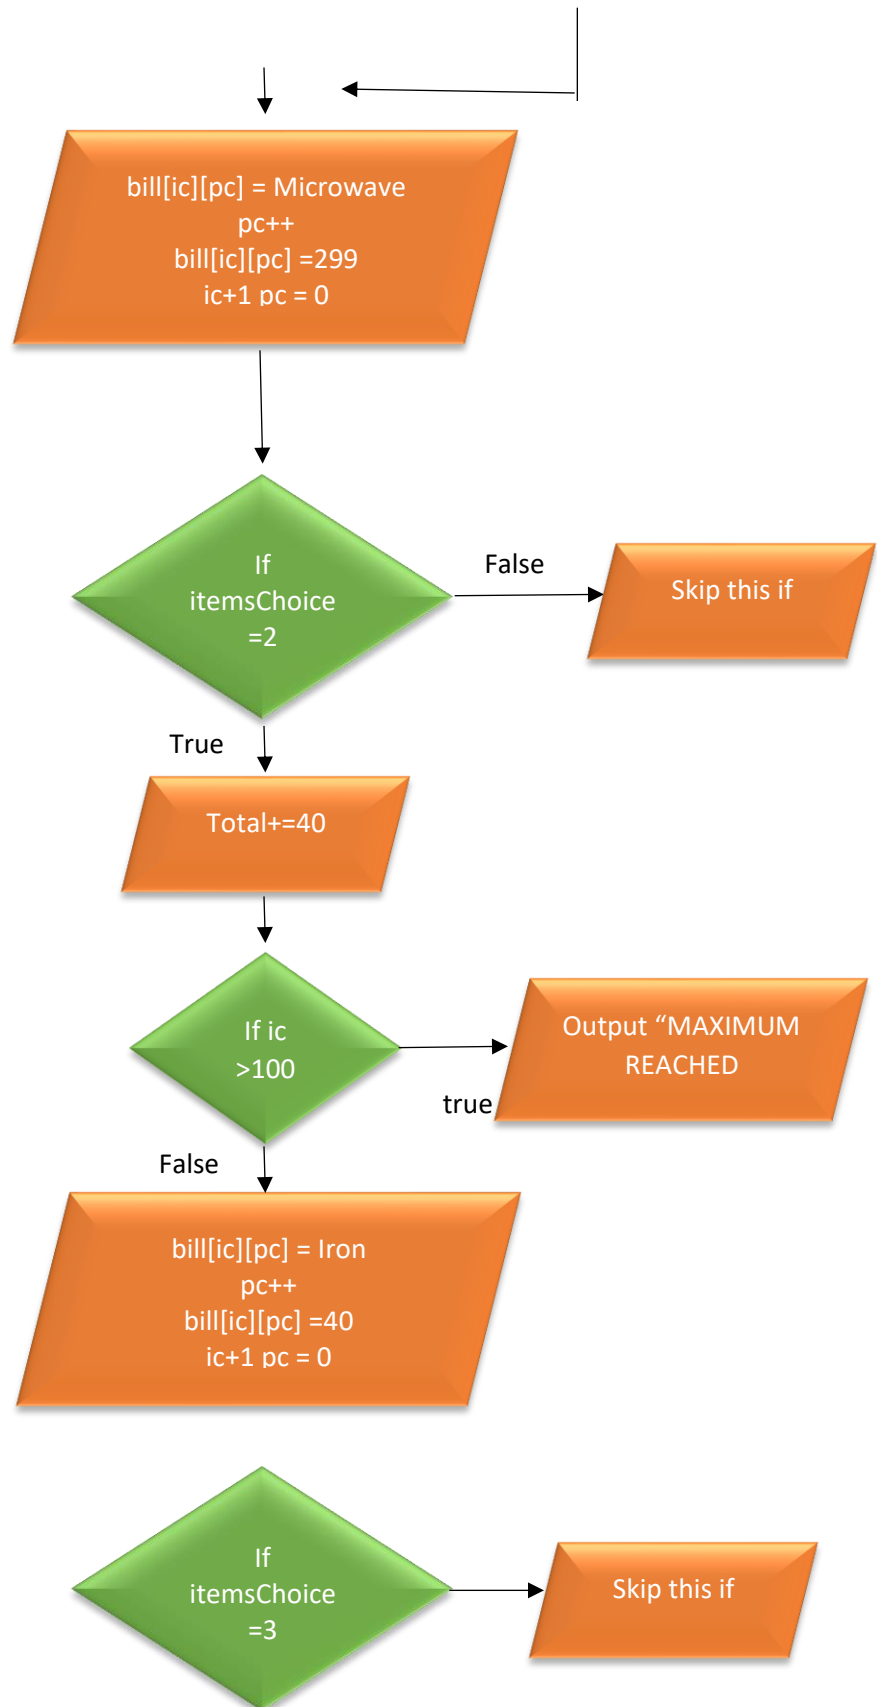 bill[ic][pc] = Microwave
pc++
bill[ic][pc] =299
ic+1 pc = 0
If
itemsChoice
=2
False
Skip this if
True
Total+=40
If ic
>100
true
Output “MAXIMUM
REACHED
False
bill[ic][pc] = Iron
pc++
bill[ic][pc] =40
ic+1 pc = 0
If
itemsChoice
=3
Skip this if